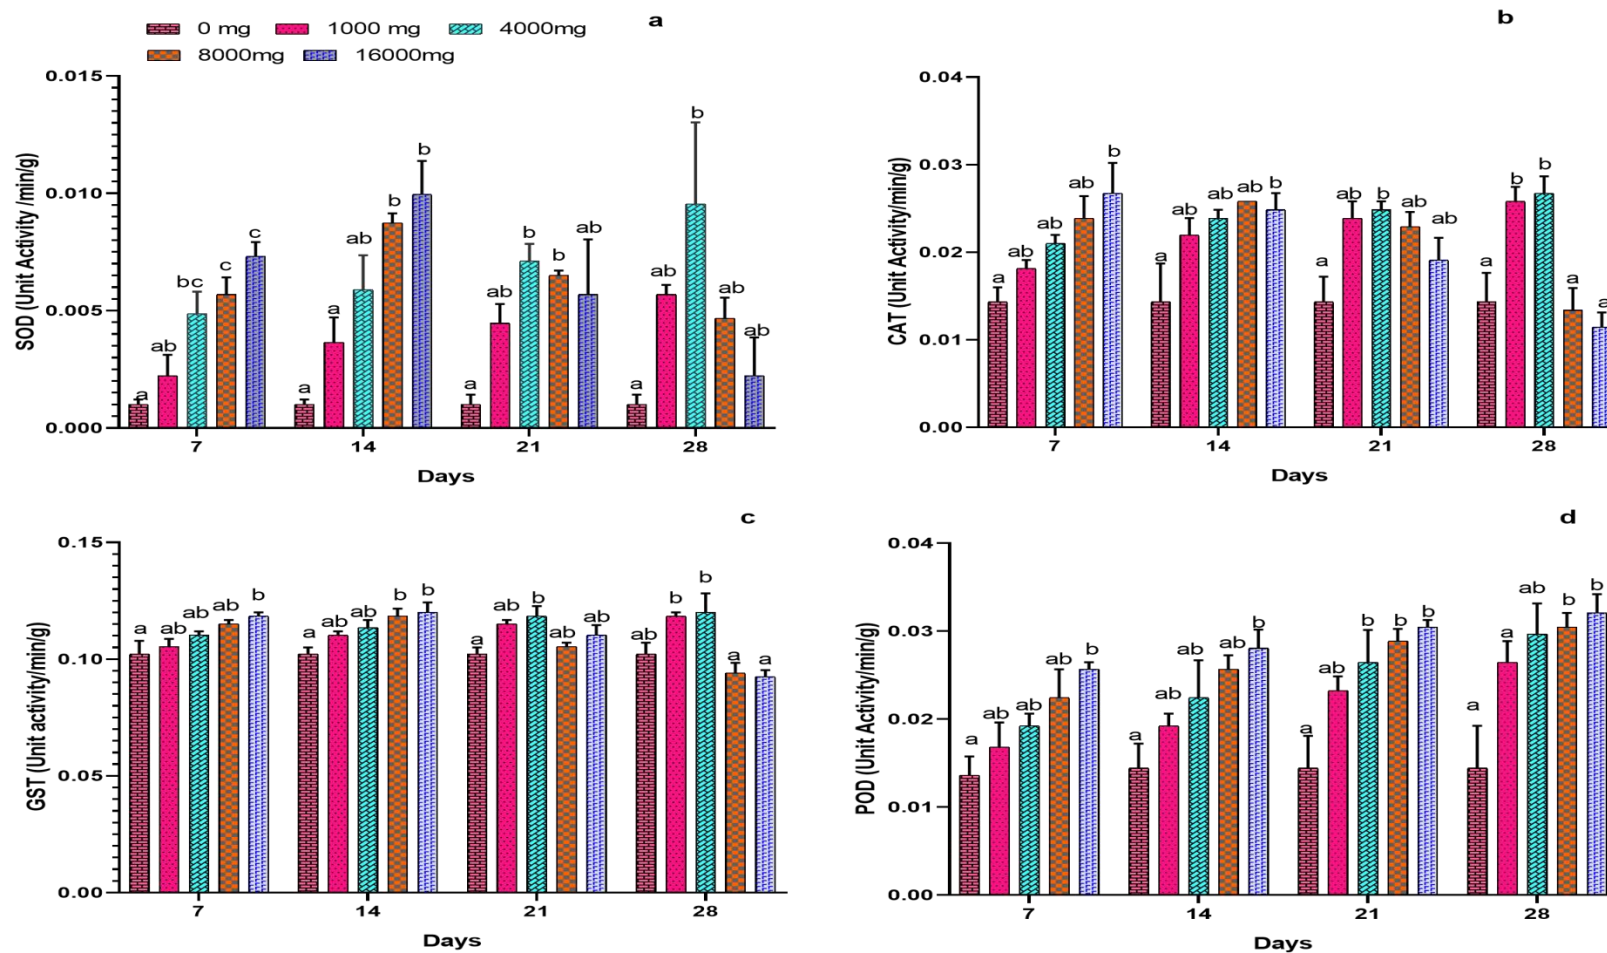 0 mg 1000 mg 4000mg
8000mg 16000mg
a
SOD (Unit Activity /min/g)
0.015
0.010
0.005
0.000
a ab bc c c
a a ab b b
a ab b b ab
a ab b ab ab
7 14 21 28
Days
b
CAT (Unit Activity/min/g)
0.04
0.03
0.02
0.01
0.00
a ab ab ab b
a ab ab ab b
a ab b ab ab
a b b a a
7 14 21 28
Days
c
GST (Unit activity/min/g)
0.15
0.10
0.05
0.00
a ab ab ab b
a ab ab b b
a ab b ab ab
ab b b a a
7 14 21 28
Days
d
POD (Unit Activity/min/g)
0.04
0.03
0.02
0.01
0.00
a ab ab ab b
a ab ab ab b
a ab b b b
a a ab b b
7 14 21 28
Days